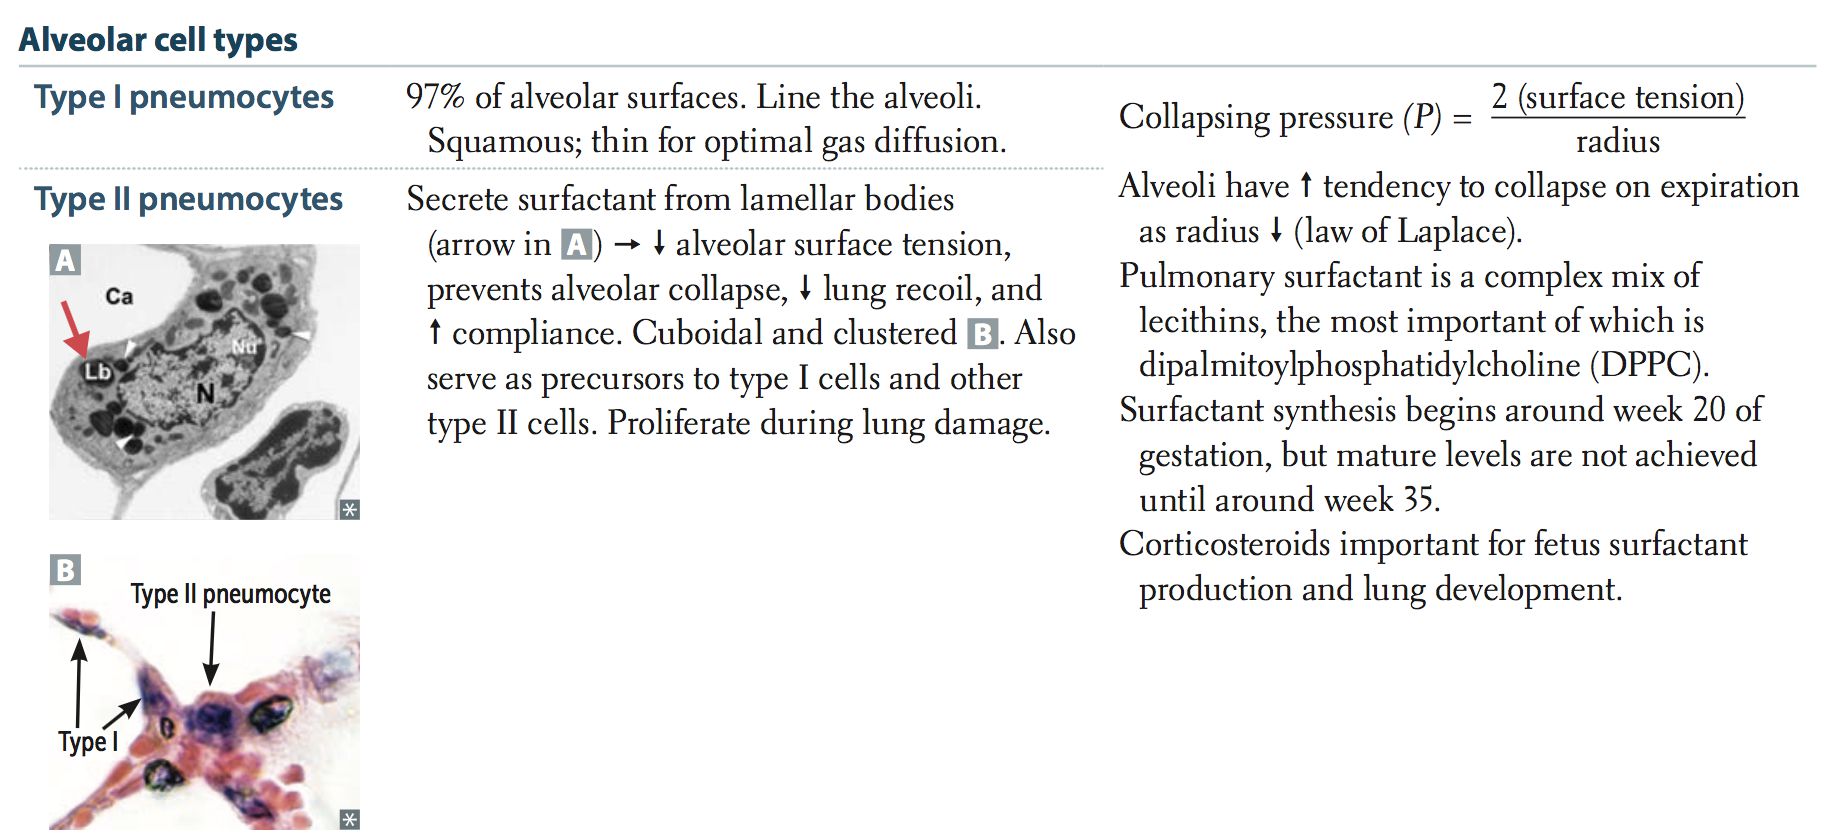 Alveolar cell types
Type I pneumocytes
97% of alveolar surfaces. Line the alveoli.
Squamous; thin for optimal gas diffusion.
Type II pneumocytes
Secrete surfactant from lamellar bodies
(arrow in A) → ↓ alveolar surface tension,
prevents alveolar collapse, ↓ lung recoil, and
↑ compliance. Cuboidal and clustered B. Also
serve as precursors to type I cells and other
type II cells. Proliferate during lung damage.
A
Ca
Nu
Lb
N
*
B
Type II pneumocyte
Type I
*
Collapsing pressure (P) = 2 (surface tension)
radius
Alveoli have ↑ tendency to collapse on expiration
as radius ↓ (law of Laplace).
Pulmonary surfactant is a complex mix of
lecithins, the most important of which is
dipalmitoylphosphatidylcholine (DPPC).
Surfactant synthesis begins around week 20 of
gestation, but mature levels are not achieved
until around week 35.
Corticosteroids important for fetus surfactant
production and lung development.